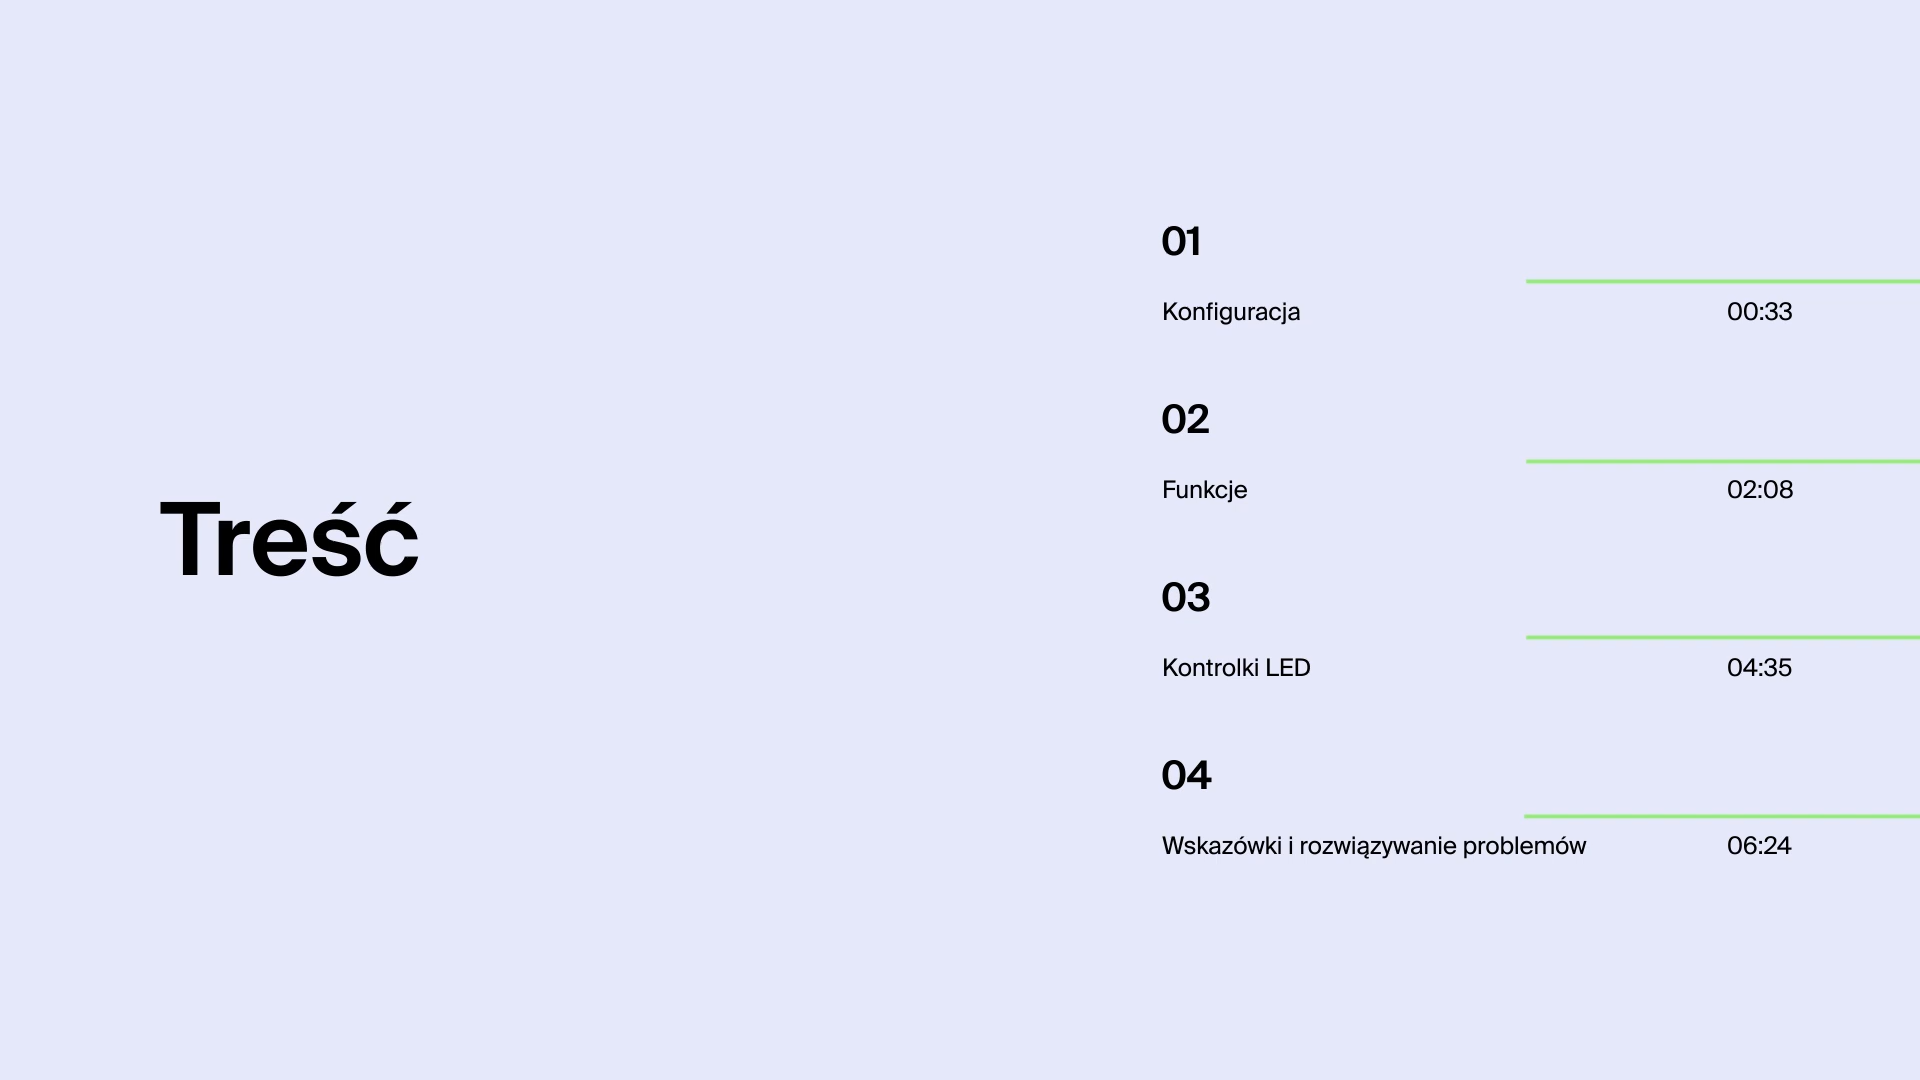 Treść
01
Konfiguracja 00:33
02
Funkcje 02:08
03
Kontrolki LED 04:35
04
Wskazówki i rozwiązywanie problemów 06:24